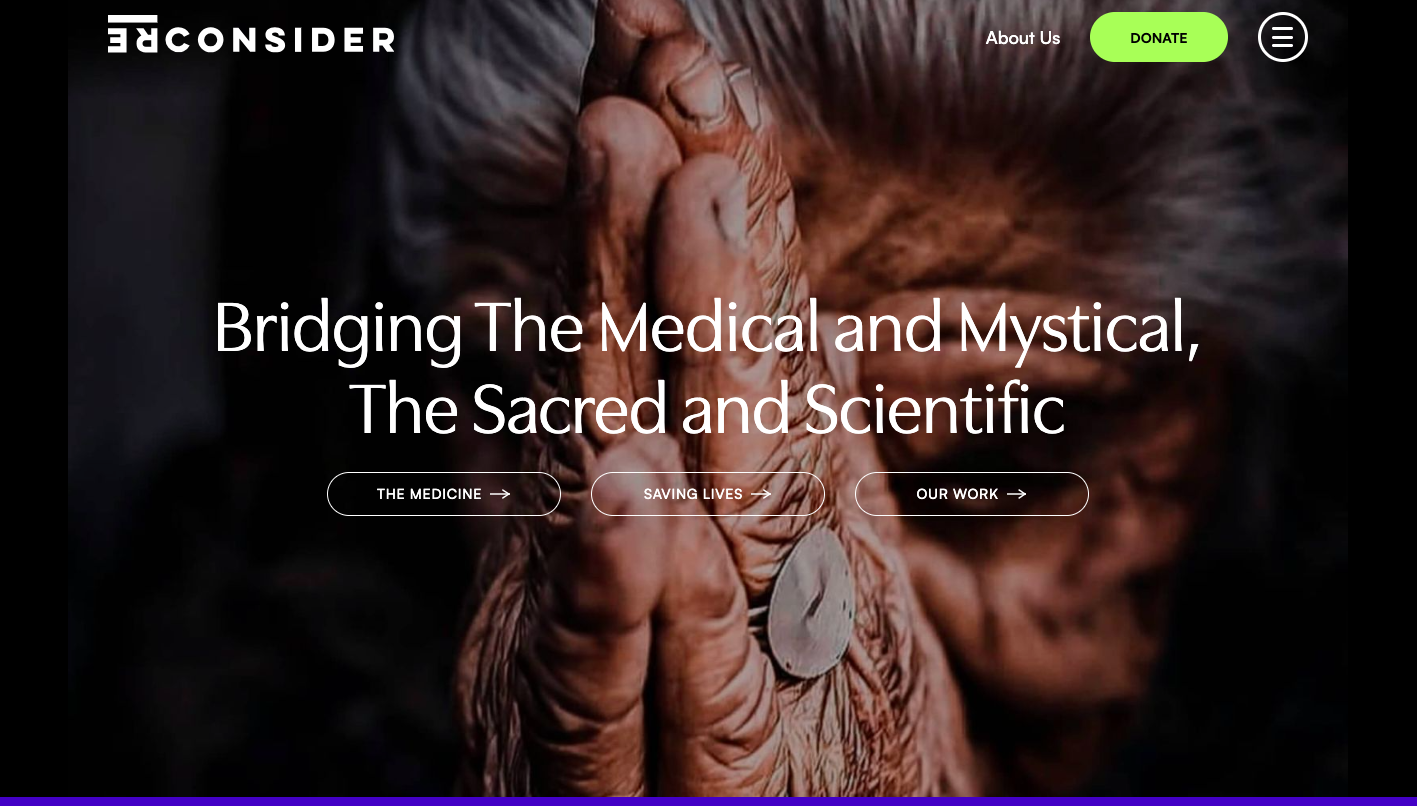 RECONSIDER
About Us
DONATE
Bridging The Medical and Mystical,
The Sacred and Scientific
THE MEDICINE →
SAVING LIVES →
OUR WORK →